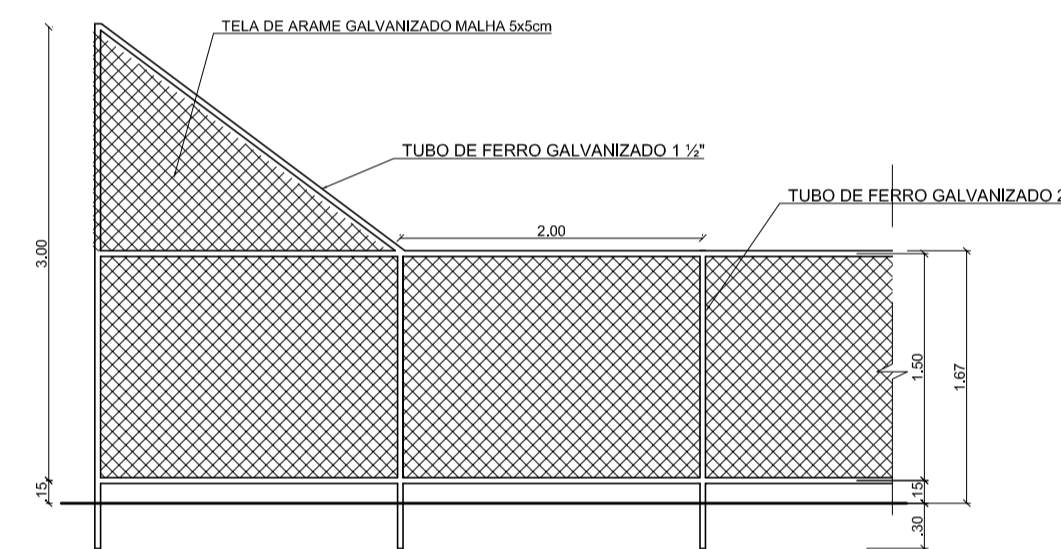 TELA DE ARAME GALVANIZADO MALHA 5x5cm
TUBO DE FERRO GALVANIZADO 1 ½"
TUBO DE FERRO GALVANIZADO 2
2.00
3.00
1.50
1.67
.15
.15
.30